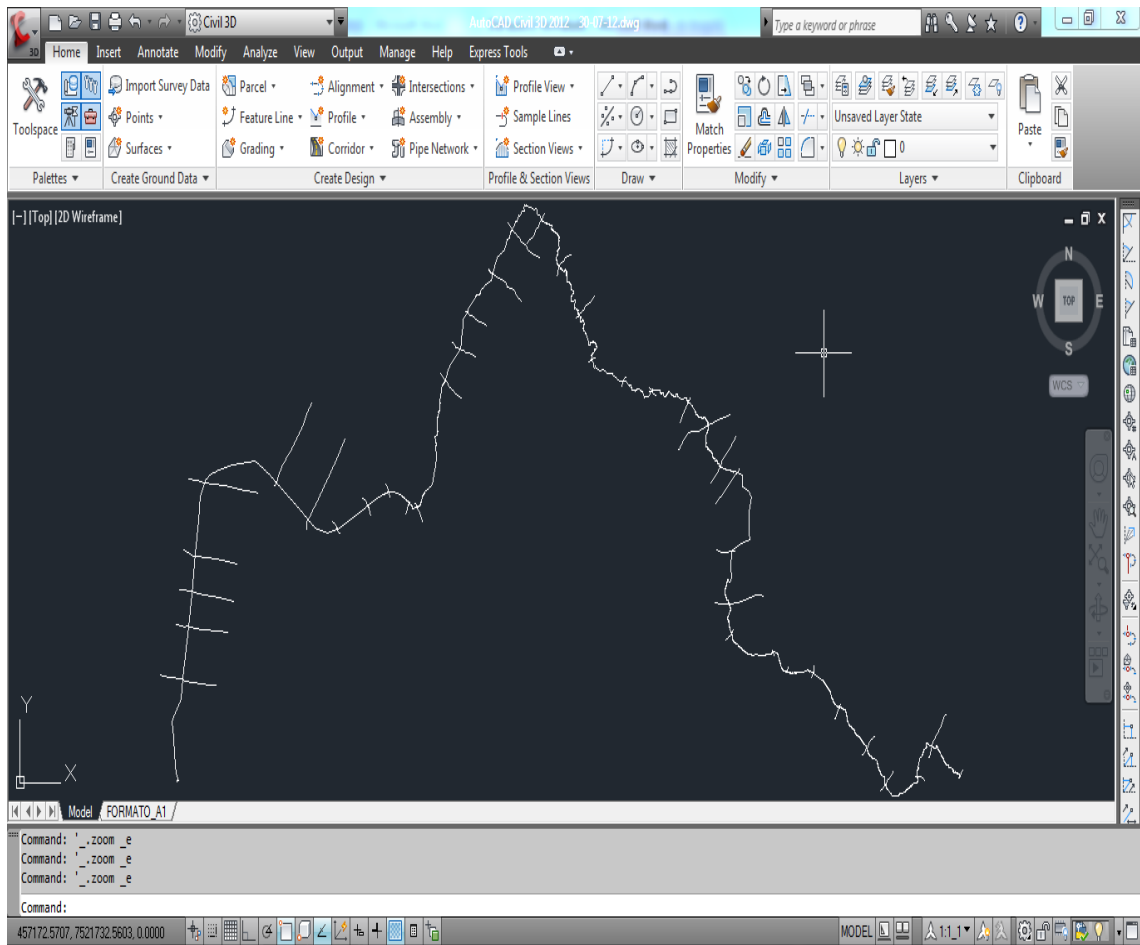 Civil 3D
AutoCAD Civil 3D 2012 30-07-12.dwg
Type a keyword or phrase
3D
Home Insert Annotate Modify Analyze View Output Manage Help Express Tools
Toolspace
Import Survey Data
Points
Surfaces
Parcel
Feature Line
Grading
Alignment
Profile
Corridor
Intersections
Assembly
Pipe Network
Profile View
Sample Lines
Section Views
Match
Properties
Unsaved Layer State
0
Paste
Palettes Create Ground Data Create Design Profile & Section Views Draw Modify Layers Clipboard
[−] [Top] [2D Wireframe]
N
W TOP E
S
WCS
Y
X
Model FORMATO_A1
Command: '_.zoom _e
Command: '_.zoom _e
Command: '_.zoom _e
Command:
457172.5707, 7521732.5603, 0.0000
MODEL
1:1_1